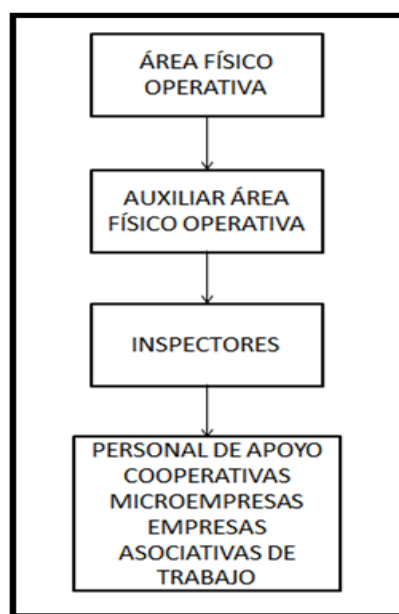 ÁREA FÍSICO
OPERATIVA
AUXILIAR ÁREA
FÍSICO OPERATIVA
INSPECTORES
PERSONAL DE APOYO
COOPERATIVAS
MICROEMPRESAS
EMPRESAS
ASOCIATIVAS DE
TRABAJO